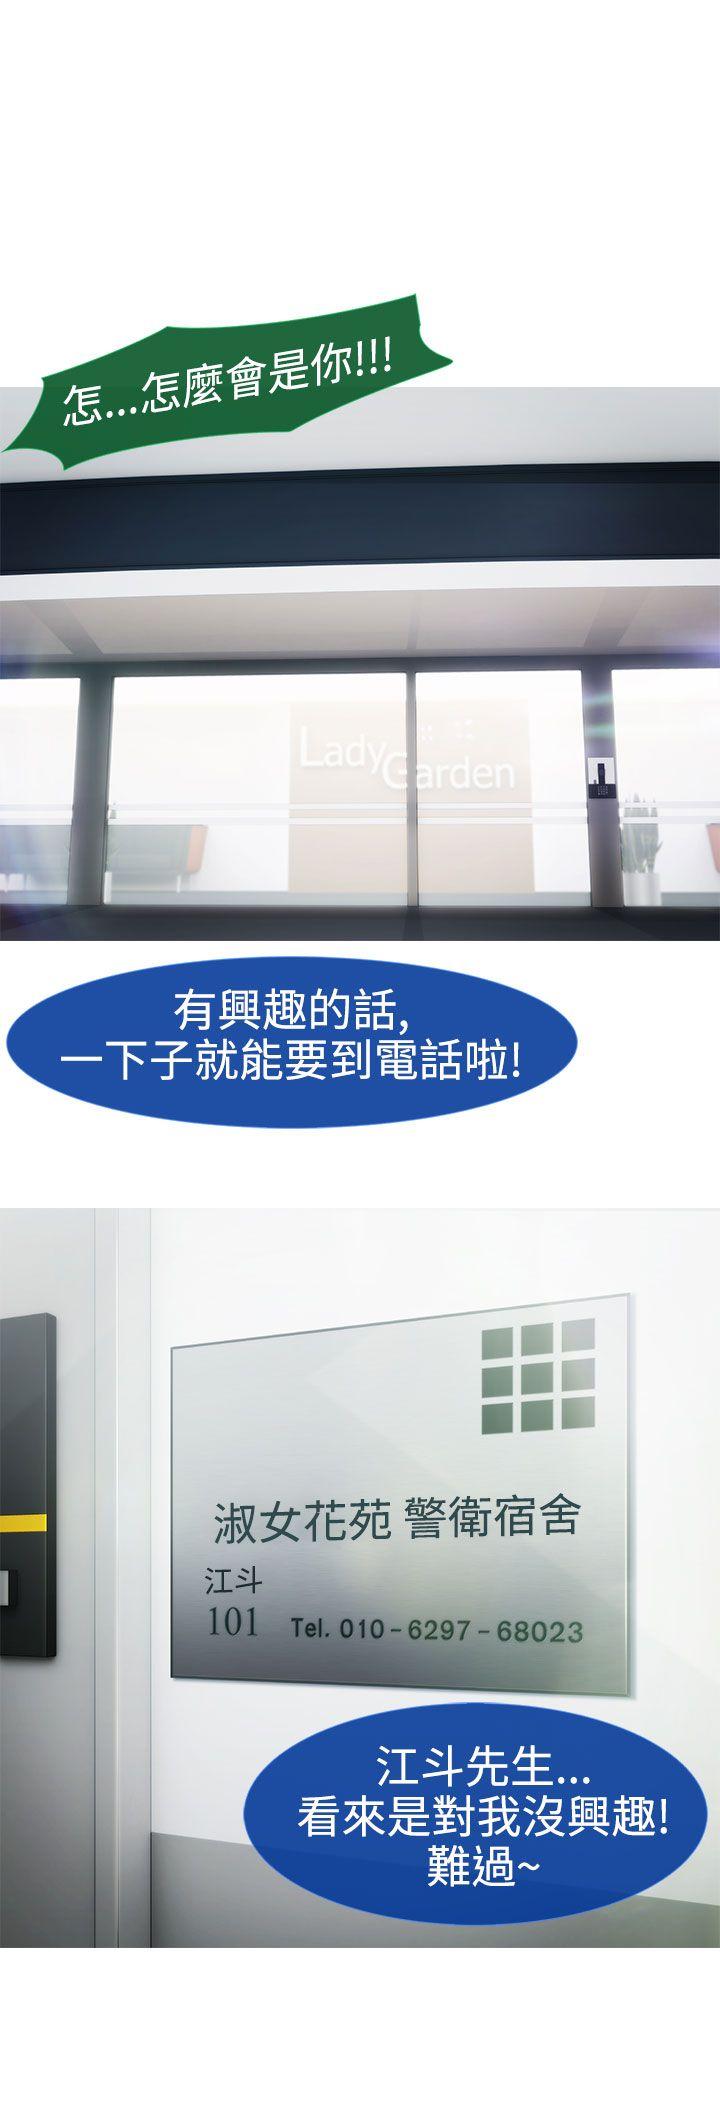 怎...怎麼會是你!!!
Lady
Garden
有興趣的話,
一下子就能要到電話啦!
淑女花苑 警衛宿舍
江斗
101 Tel. 010-6297-68023
江斗先生...
看來是對我沒興趣!
難過~